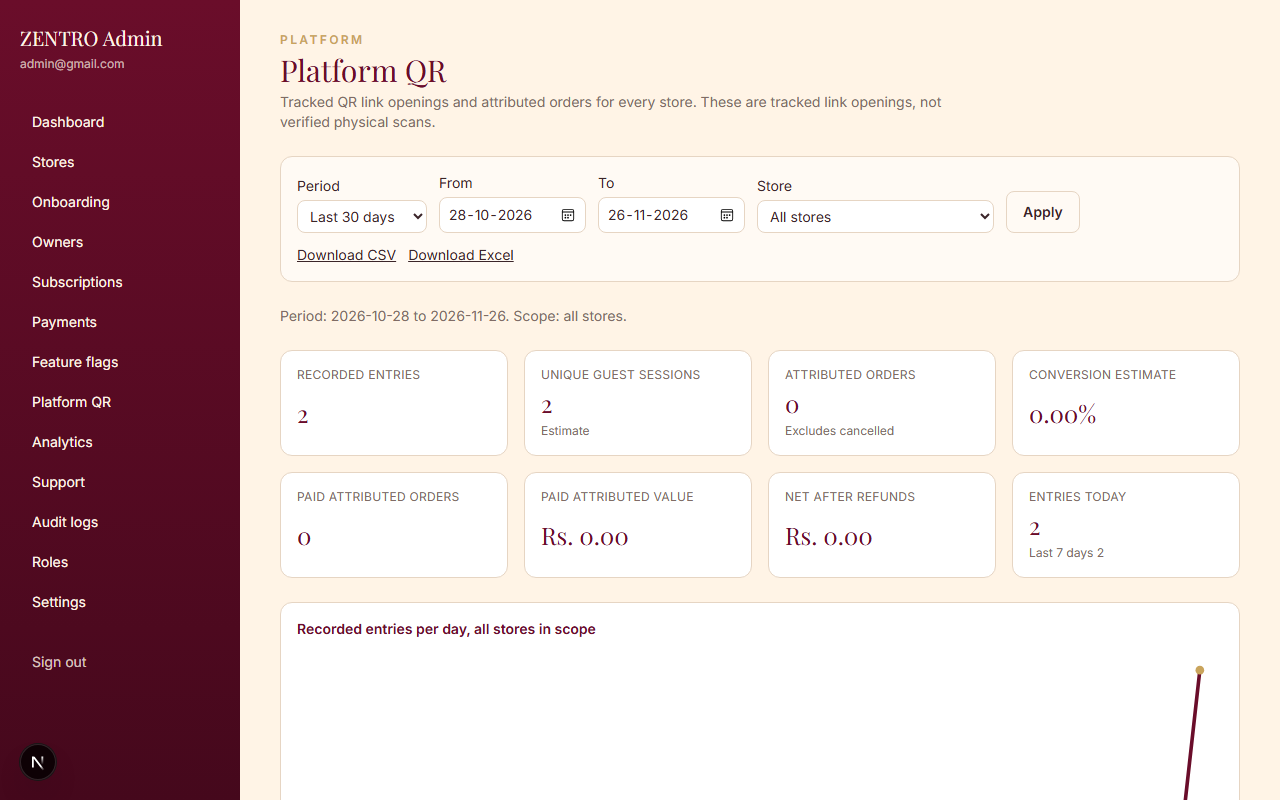 ZENTRO Admin
admin@gmail.com
Dashboard
Stores
Onboarding
Owners
Subscriptions
Payments
Feature flags
Platform QR
Analytics
Support
Audit logs
Roles
Settings
Sign out
N
PLATFORM
Platform QR
Tracked QR link openings and attributed orders for every store. These are tracked link openings, not
verified physical scans.
Period From To Store
Last 30 days 28-10-2026 26-11-2026 All stores Apply
Download CSV Download Excel
Period: 2026-10-28 to 2026-11-26. Scope: all stores.
RECORDED ENTRIES
2
UNIQUE GUEST SESSIONS
2
Estimate
ATTRIBUTED ORDERS
0
Excludes cancelled
CONVERSION ESTIMATE
0.00%
PAID ATTRIBUTED ORDERS
0
PAID ATTRIBUTED VALUE
Rs. 0.00
NET AFTER REFUNDS
Rs. 0.00
ENTRIES TODAY
2
Last 7 days 2
Recorded entries per day, all stores in scope